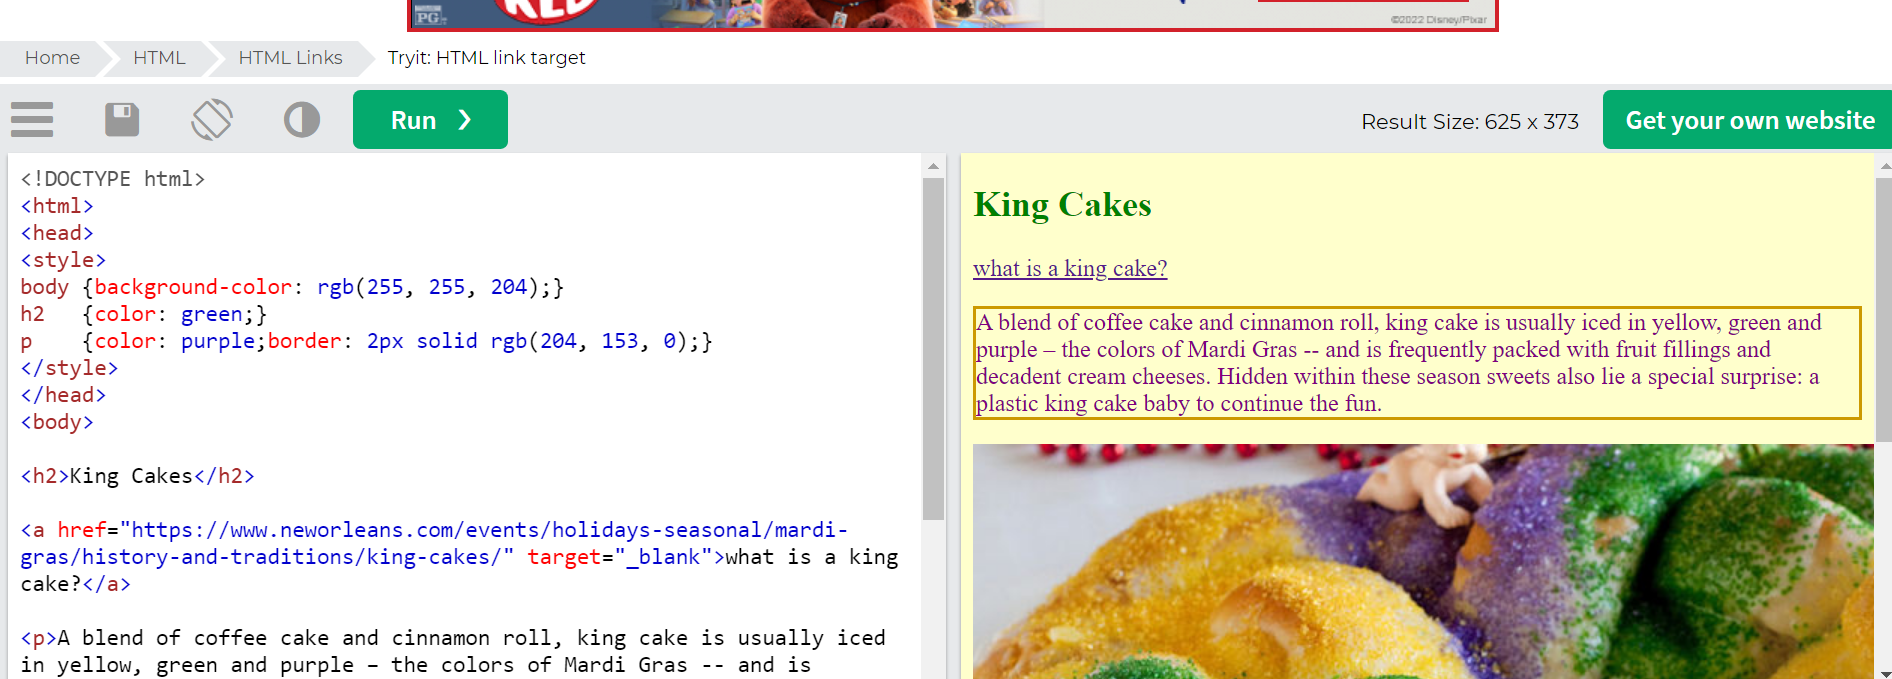 RED
PG
©2022 Disney/Pixar
Home HTML HTML Links Tryit: HTML link target
Run ❯ Result Size: 625 x 373 Get your own website
<!DOCTYPE html>
<html>
<head>
<style>
body {background-color: rgb(255, 255, 204);}
h2   {color: green;}
p    {color: purple;border: 2px solid rgb(204, 153, 0);}
</style>
</head>
<body>
<h2>King Cakes</h2>
<a href="https://www.neworleans.com/events/holidays-seasonal/mardi-
gras/history-and-traditions/king-cakes/" target="_blank">what is a king
cake?</a>
<p>A blend of coffee cake and cinnamon roll, king cake is usually iced
in yellow, green and purple – the colors of Mardi Gras -- and is
King Cakes
what is a king cake?
A blend of coffee cake and cinnamon roll, king cake is usually iced in yellow, green and
purple – the colors of Mardi Gras -- and is frequently packed with fruit fillings and
decadent cream cheeses. Hidden within these season sweets also lie a special surprise: a
plastic king cake baby to continue the fun.